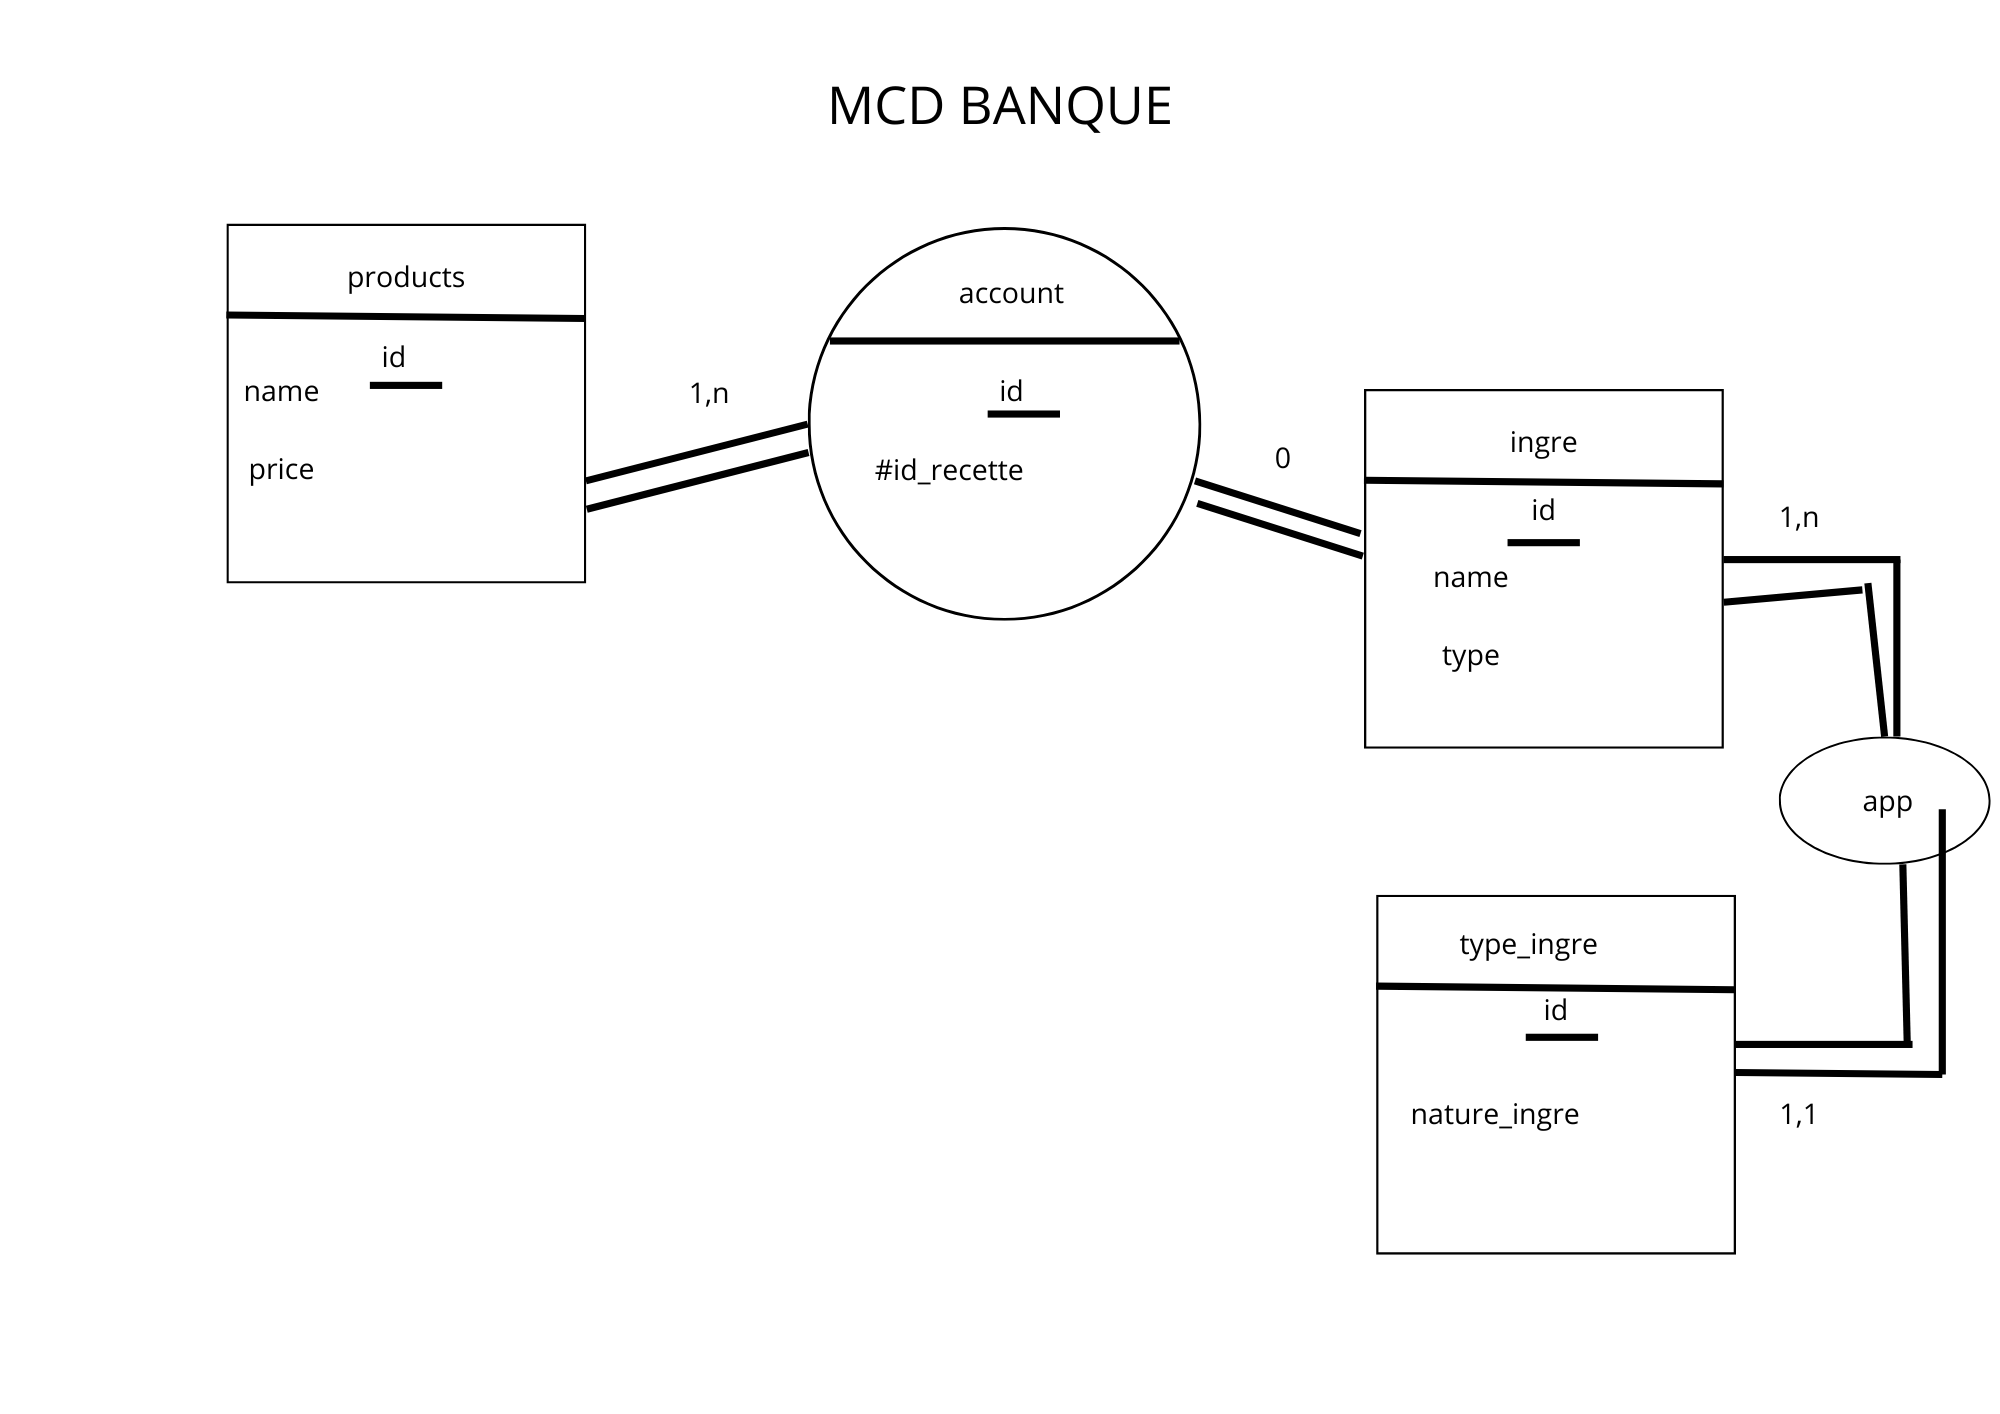 MCD BANQUE
products
id
name
price
1,n
account
id
#id_recette
0
ingre
id
name
type
1,n
app
type_ingre
id
nature_ingre
1,1